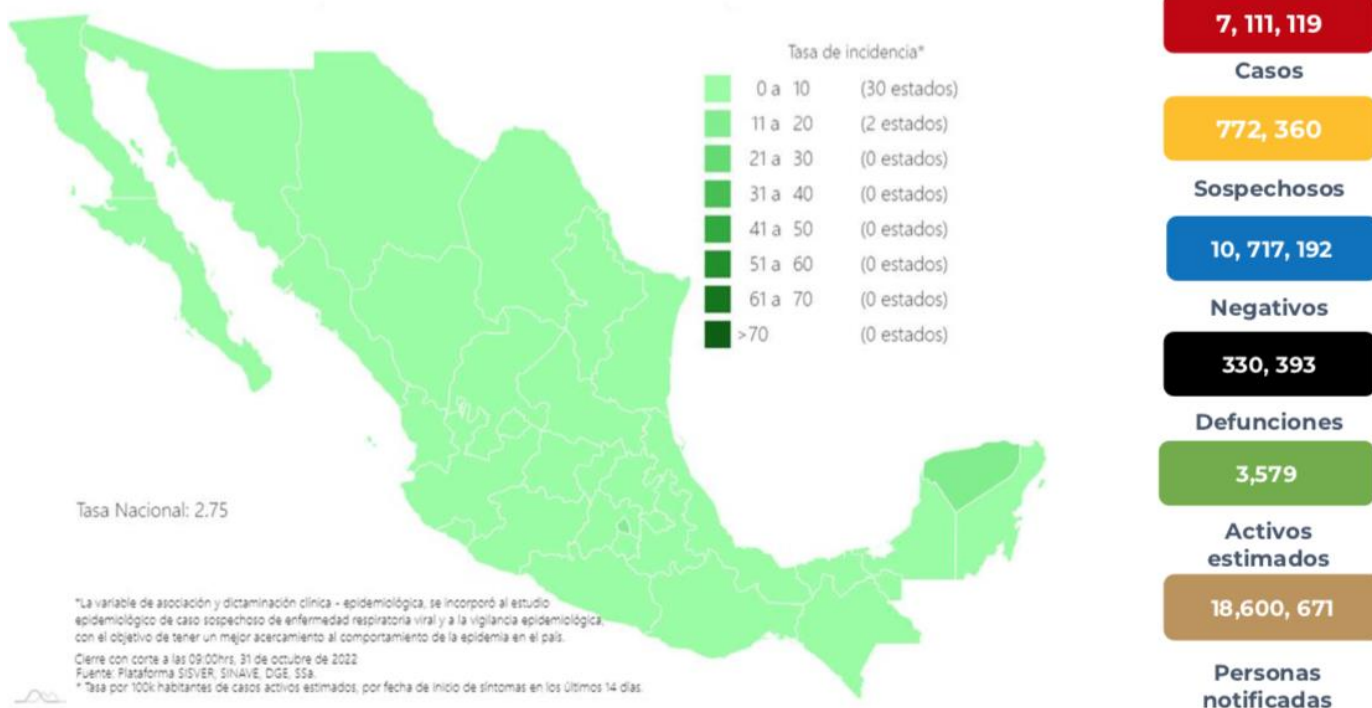 Tasa de incidencia*
0 a 10 (30 estados)
11 a 20 (2 estados)
21 a 30 (0 estados)
31 a 40 (0 estados)
41 a 50 (0 estados)
51 a 60 (0 estados)
61 a 70 (0 estados)
>70 (0 estados)
Tasa Nacional: 2.75
*La variable de asociación y dictaminación clínica - epidemiológica, se incorporó al estudio
epidemiológico de caso sospechoso de enfermedad respiratoria viral y a la vigilancia epidemiológica,
con el objetivo de tener un mejor acercamiento al comportamiento de la epidemia en el país.
Cierre con corte a las 09:00hrs, 31 de octubre de 2022
Fuente: Plataforma SISVER, SINAVE, DGE, SSa.
* Tasa por 100k habitantes de casos activos estimados, por fecha de inicio de síntomas en los últimos 14 días.
7, 111, 119
Casos
772, 360
Sospechosos
10, 717, 192
Negativos
330, 393
Defunciones
3,579
Activos
estimados
18,600, 671
Personas
notificadas